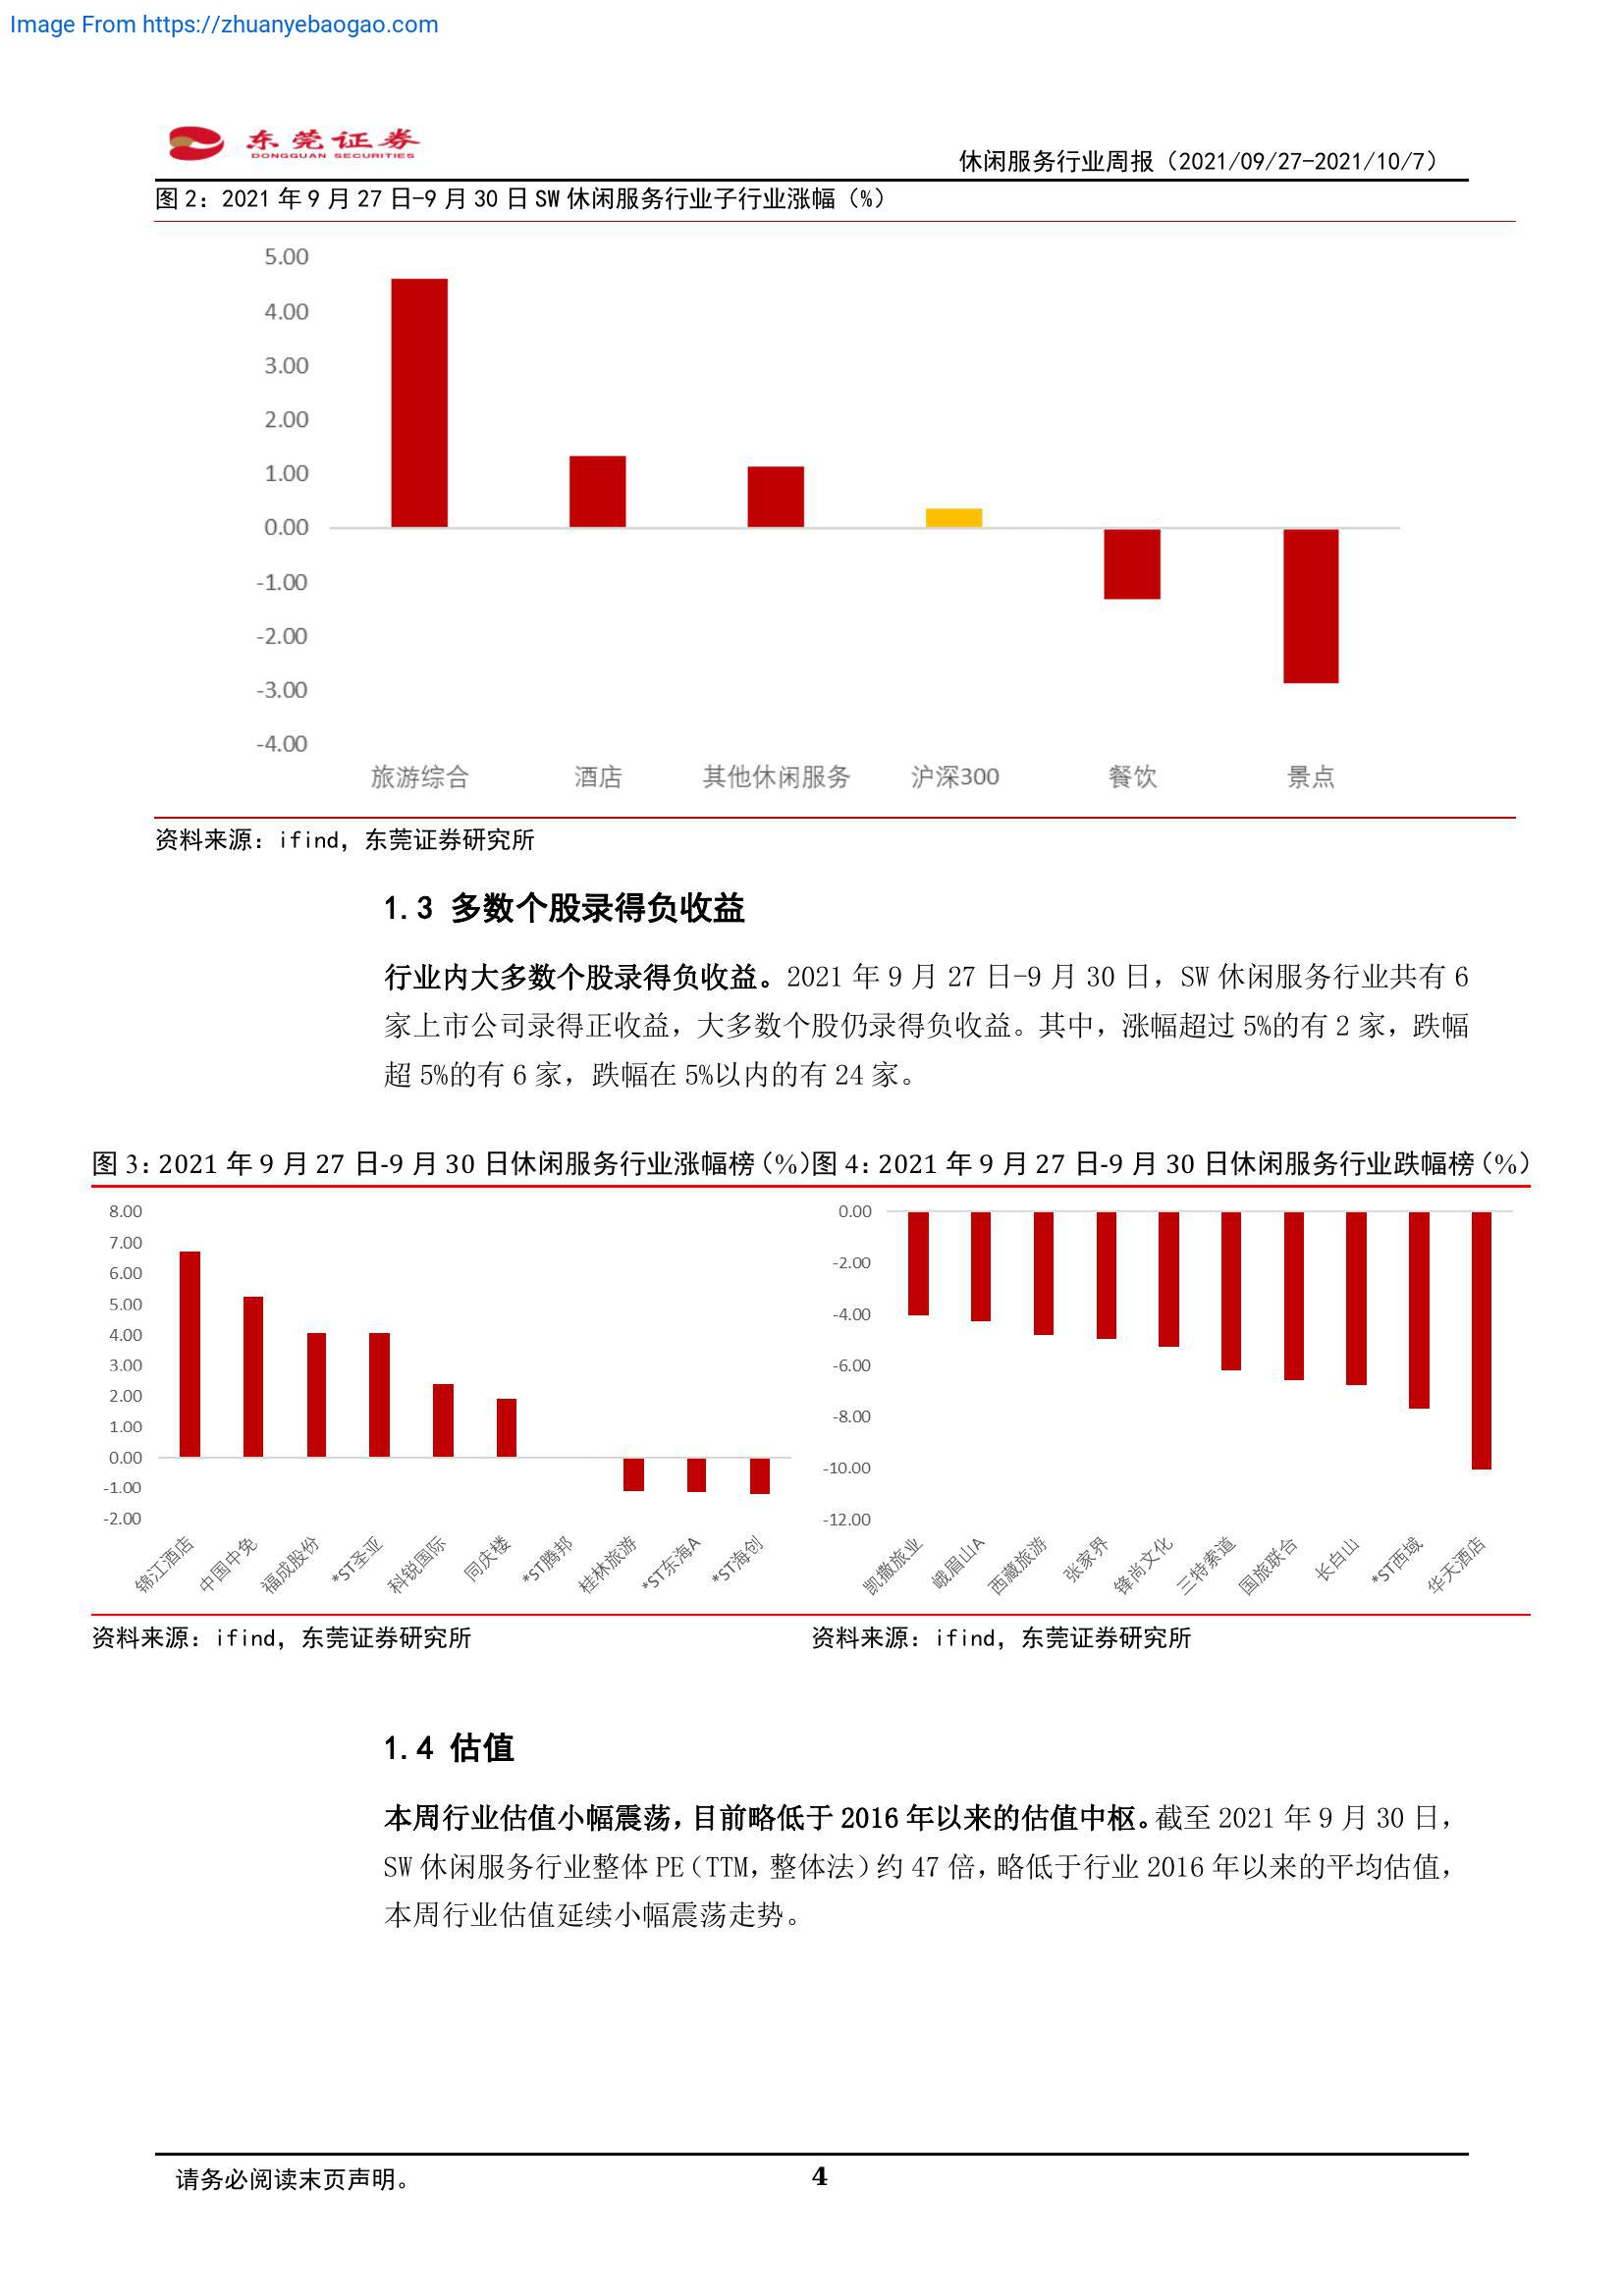 Image From https://zhuanyebaogao.com
东莞证券
DONGGUAN SECURITIES
休闲服务行业周报（2021/09/27-2021/10/7）
图 2：2021 年 9 月 27 日-9 月 30 日 SW 休闲服务行业子行业涨幅（%）
5.00
4.00
3.00
2.00
1.00
0.00
-1.00
-2.00
-3.00
-4.00
旅游综合 酒店 其他休闲服务 沪深300 餐饮 景点
资料来源：ifind，东莞证券研究所
1.3 多数个股录得负收益
行业内大多数个股录得负收益。2021 年 9 月 27 日-9 月 30 日，SW 休闲服务行业共有 6
家上市公司录得正收益，大多数个股仍录得负收益。其中，涨幅超过 5%的有 2 家，跌幅
超 5%的有 6 家，跌幅在 5%以内的有 24 家。
图 3：2021 年 9 月 27 日-9 月 30 日休闲服务行业涨幅榜（%）
8.00
7.00
6.00
5.00
4.00
3.00
2.00
1.00
0.00
-1.00
-2.00
锦江酒店 中国中免 福成股份 *ST圣亚 科锐国际 同庆楼 *ST腾邦 桂林旅游 *ST东海A *ST海创
资料来源：ifind，东莞证券研究所
图 4：2021 年 9 月 27 日-9 月 30 日休闲服务行业跌幅榜（%）
0.00
-2.00
-4.00
-6.00
-8.00
-10.00
-12.00
凯撒旅业 峨眉山A 西藏旅游 张家界 锋尚文化 三特索道 国旅联合 长白山 *ST西域 华天酒店
资料来源：ifind，东莞证券研究所
1.4 估值
本周行业估值小幅震荡，目前略低于 2016 年以来的估值中枢。截至 2021 年 9 月 30 日，
SW 休闲服务行业整体 PE（TTM，整体法）约 47 倍，略低于行业 2016 年以来的平均估值，
本周行业估值延续小幅震荡走势。
请务必阅读末页声明。
4